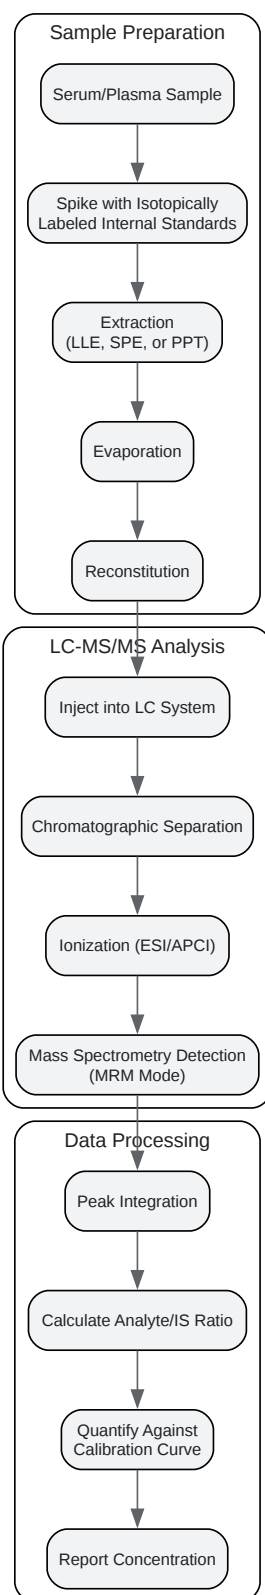 Sample Preparation
Serum/Plasma Sample
Spike with Isotopically
Labeled Internal Standards
Extraction
(LLE, SPE, or PPT)
Evaporation
Reconstitution
LC-MS/MS Analysis
Inject into LC System
Chromatographic Separation
Ionization (ESI/APCI)
Mass Spectrometry Detection
(MRM Mode)
Data Processing
Peak Integration
Calculate Analyte/IS Ratio
Quantify Against
Calibration Curve
Report Concentration